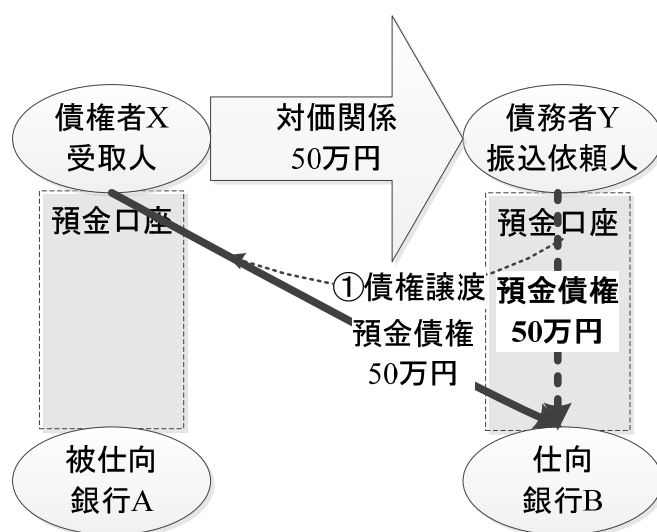 債権者X
受取人
対価関係
50万円
債務者Y
振込依頼人
預金口座
預金口座
①債権譲渡
預金債権
50万円
預金債権
50万円
被仕向
銀行A
仕向
銀行B